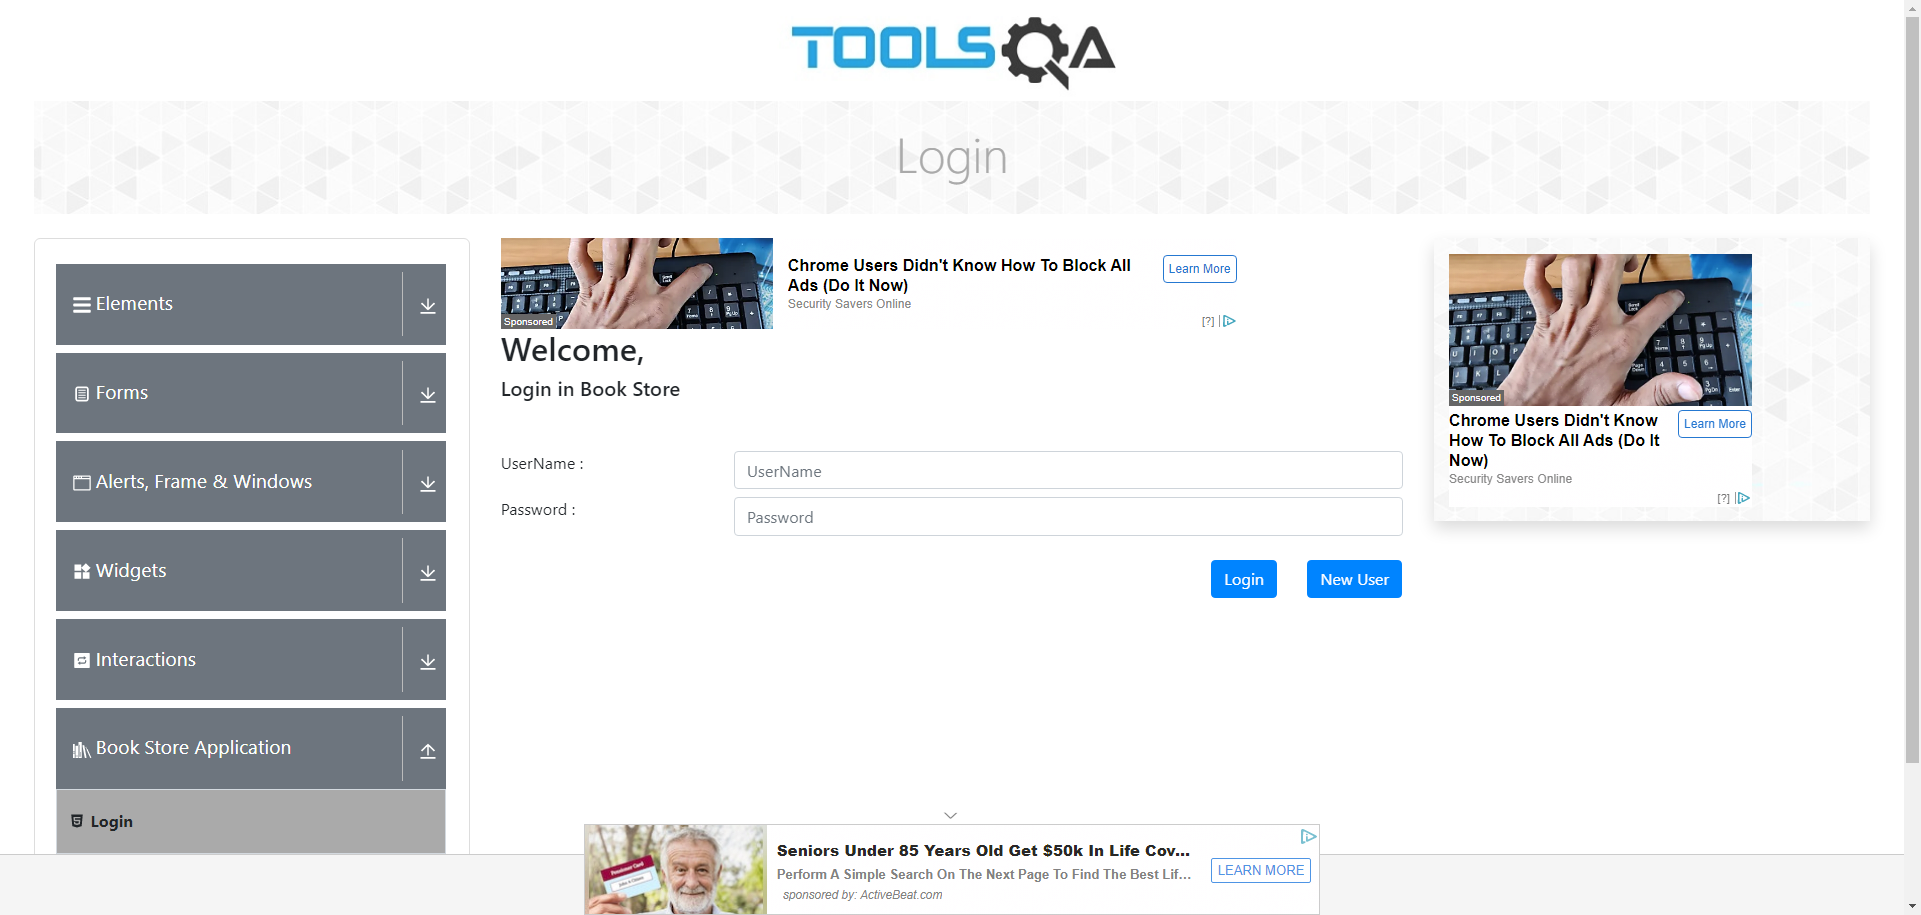 TOOLSQA
Login
Elements
Forms
Alerts, Frame & Windows
Widgets
Interactions
Book Store Application
Login
Sponsored
Chrome Users Didn't Know How To Block All
Ads (Do It Now)
Security Savers Online
Learn More
[?]
Welcome,
Login in Book Store
UserName :
UserName
Password :
Password
Login
New User
Sponsored
Chrome Users Didn't Know
How To Block All Ads (Do It
Now)
Security Savers Online
Learn More
[?]
Seniors Under 85 Years Old Get $50k In Life Cov...
Perform A Simple Search On The Next Page To Find The Best Lif...
sponsored by: ActiveBeat.com
LEARN MORE